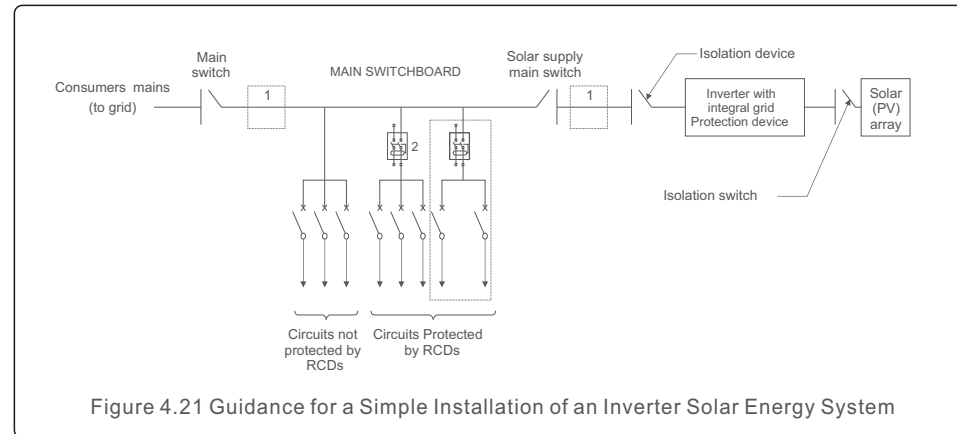 Main
switch
Consumers mains
(to grid)
1
MAIN SWITCHBOARD
Solar supply
main switch
1
Isolation device
Inverter with
integral grid
Protection device
Solar
(PV)
array
2
Isolation switch
Circuits not
protected by
RCDs
Circuits Protected
by RCDs
Figure 4.21 Guidance for a Simple Installation of an Inverter Solar Energy System